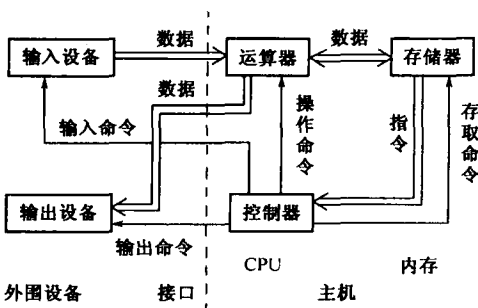 数据
数据
输入设备
运算器
存储器
数据
输入命令
操作命令
指令
存取命令
输出设备
控制器
输出命令
CPU
内存
外围设备
接口
主机